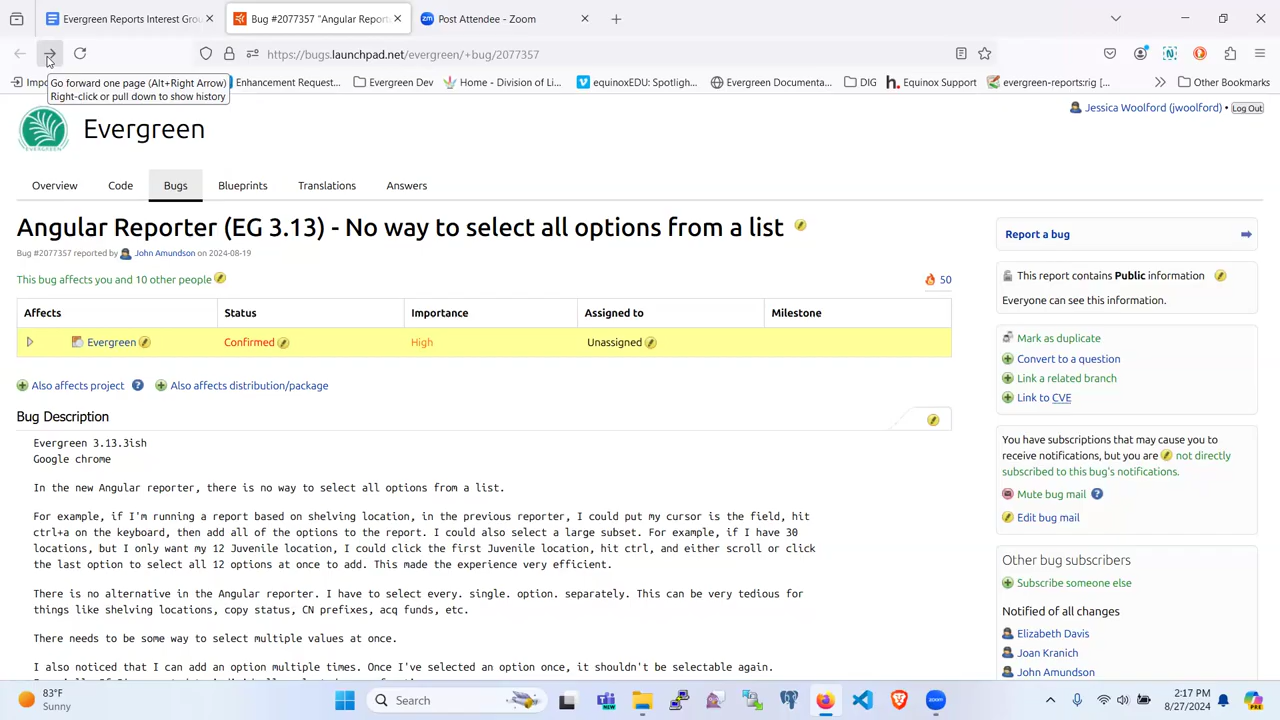 Evergreen Reports Interest Grou
Bug #2077357 "Angular Report
Post Attendee - Zoom
https://bugs.launchpad.net/evergreen/+bug/2077357
Go forward one page (Alt+Right Arrow)
Right-click or pull down to show history
Enhancement Request...
Evergreen Dev
Home - Division of Li...
equinoxEDU: Spotligh...
Evergreen Documenta...
DIG
Equinox Support
evergreen-reports:rig [...
Other Bookmarks
Evergreen
Jessica Woolford (jwoolford) • Log Out
Overview
Code
Bugs
Blueprints
Translations
Answers
Angular Reporter (EG 3.13) - No way to select all options from a list
Bug #2077357 reported by John Amundson on 2024-08-19
This bug affects you and 10 other people
50
Affects Status Importance Assigned to Milestone
Evergreen Confirmed High Unassigned
Also affects project Also affects distribution/package
Bug Description
Evergreen 3.13.3ish
Google chrome
In the new Angular reporter, there is no way to select all options from a list.
For example, if I'm running a report based on shelving location, in the previous reporter, I could put my cursor is the field, hit
ctrl+a on the keyboard, then add all of the options to the report. I could also select a large subset. For example, if I have 30
locations, but I only want my 12 Juvenile location, I could click the first Juvenile location, hit ctrl, and either scroll or click
the last option to select all 12 options at once to add. This made the experience very efficient.
There is no alternative in the Angular reporter. I have to select every. single. option. separately. This can be very tedious for
things like shelving locations, copy status, CN prefixes, acq funds, etc.
There needs to be some way to select multiple values at once.
I also noticed that I can add an option multiple times. Once I've selected an option once, it shouldn't be selectable again.
Report a bug
This report contains Public information
Everyone can see this information.
Mark as duplicate
Convert to a question
Link a related branch
Link to CVE
You have subscriptions that may cause you to
receive notifications, but you are not directly
subscribed to this bug's notifications.
Mute bug mail
Edit bug mail
Other bug subscribers
Subscribe someone else
Notified of all changes
Elizabeth Davis
Joan Kranich
John Amundson
83°F
Sunny
Search
2:17 PM
8/27/2024